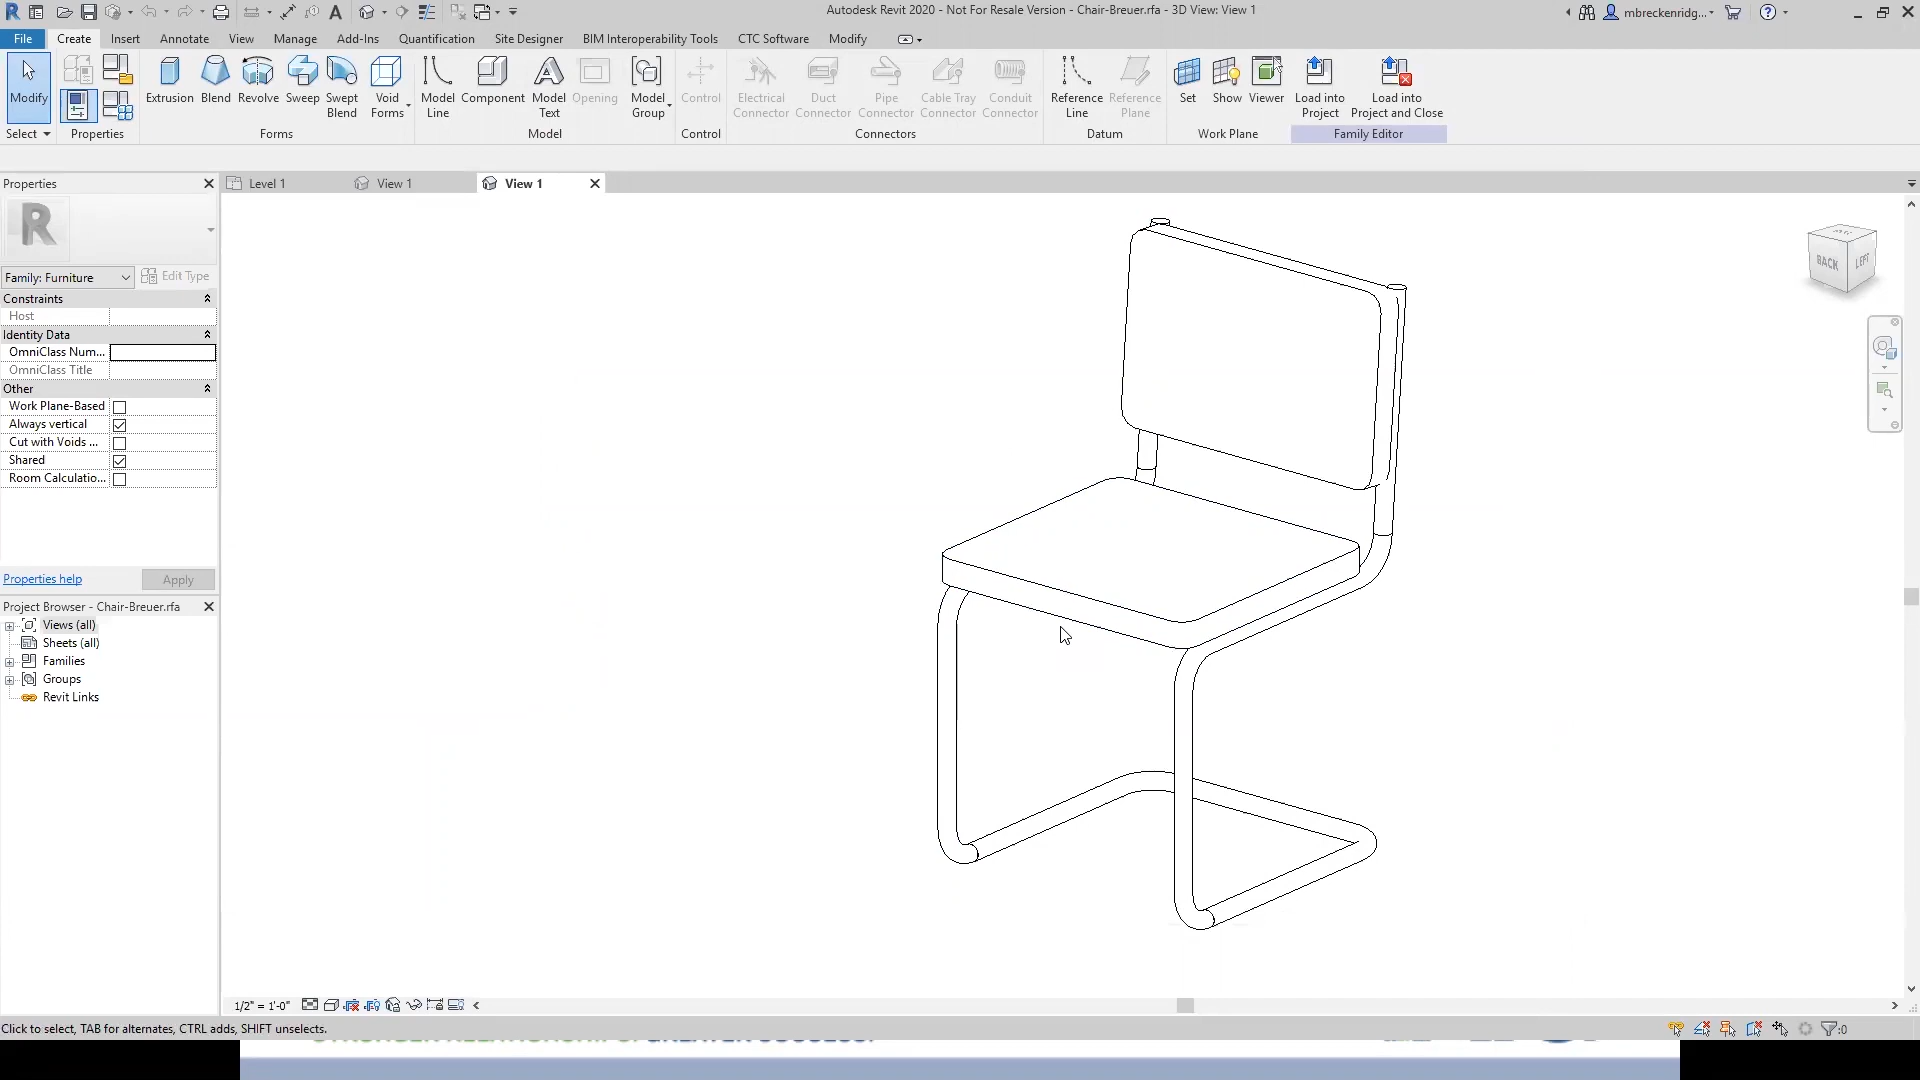 Autodesk Revit 2020 - Not For Resale Version - Chair-Breuer.rfa - 3D View: View 1
mbreckenridg...
File Create Insert Annotate View Manage Add-Ins Quantification Site Designer BIM Interoperability Tools CTC Software Modify
Modify
Extrusion Blend Revolve Sweep Swept Blend Void Forms
Model Line Component Model Text Opening Model Group
Control
Electrical Connector Duct Connector Pipe Connector Cable Tray Connector Conduit Connector
Reference Line Reference Plane
Set Show Viewer
Load into Project Load into Project and Close
Select Properties Forms Model Control Connectors Datum Work Plane Family Editor
Properties
Level 1 View 1 View 1
Family: Furniture Edit Type
Constraints
Host
Identity Data
OmniClass Num...
OmniClass Title
Other
Work Plane-Based
Always vertical
Cut with Voids ...
Shared
Room Calculatio...
Properties help Apply
Project Browser - Chair-Breuer.rfa
Views (all)
Sheets (all)
Families
Groups
Revit Links
BACK LEFT
1/2" = 1'-0"
Click to select, TAB for alternates, CTRL adds, SHIFT unselects.
:0